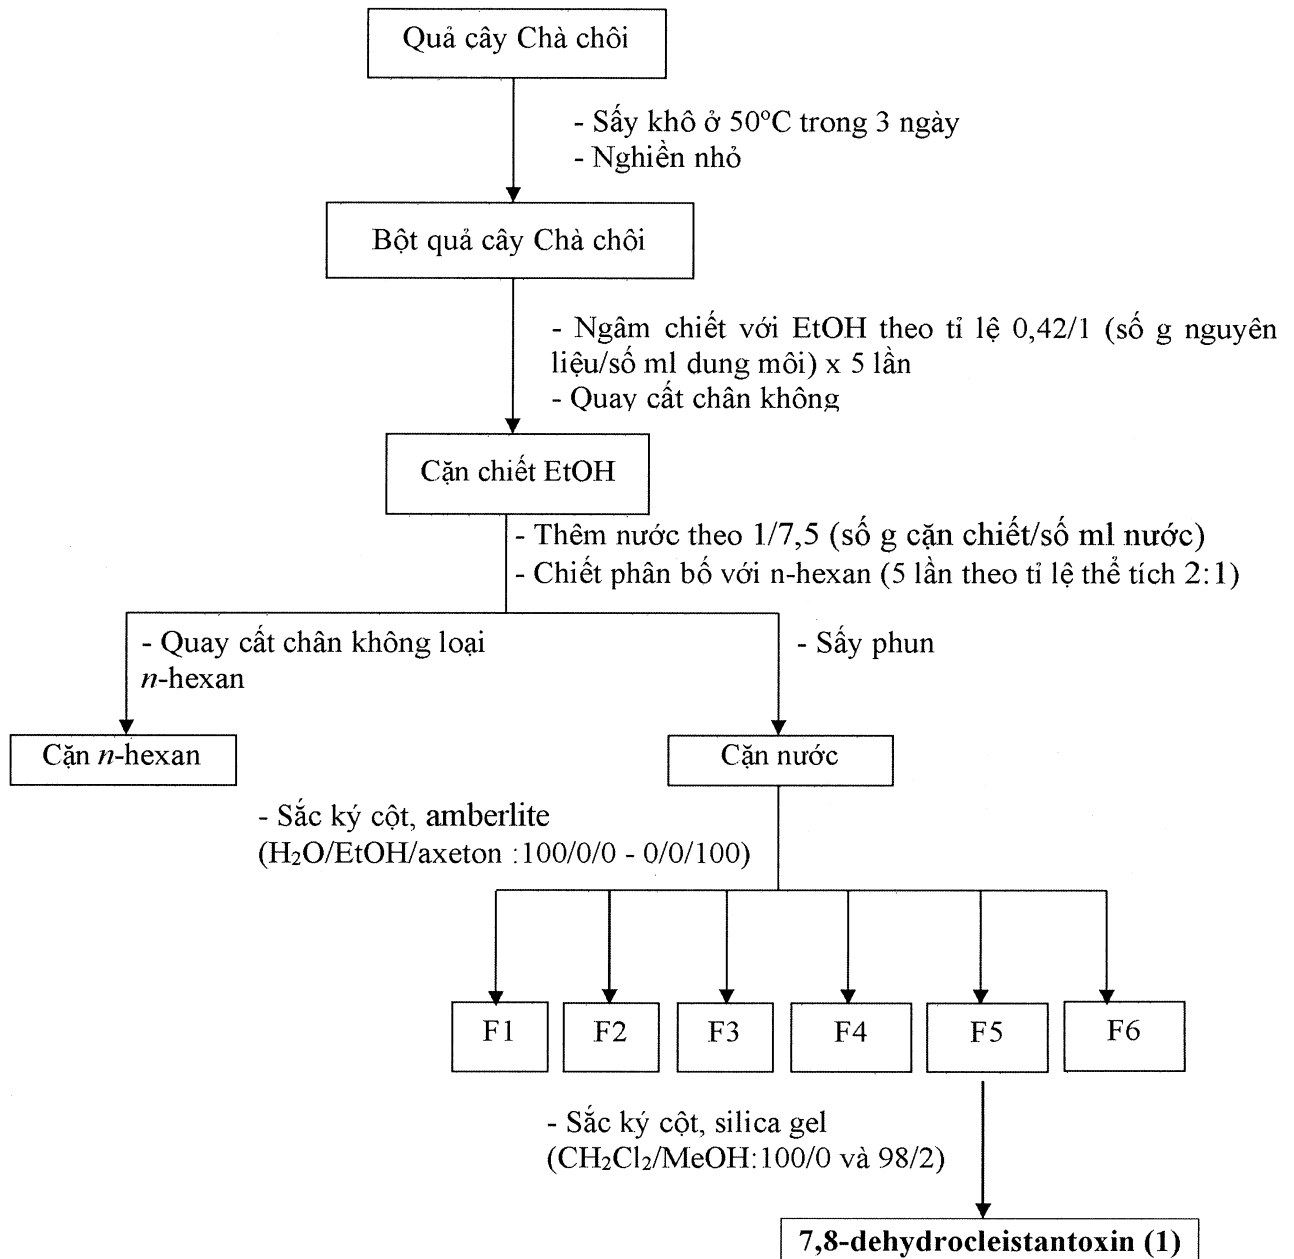 Quả cây Chà chôi
- Sấy khô ở 50°C trong 3 ngày
- Nghiền nhỏ
Bột quả cây Chà chôi
- Ngâm chiết với EtOH theo tỉ lệ 0,42/1 (số g nguyên
liệu/số ml dung môi) x 5 lần
- Quay cất chân không
Cặn chiết EtOH
- Thêm nước theo 1/7,5 (số g cặn chiết/số ml nước)
- Chiết phân bố với n-hexan (5 lần theo tỉ lệ thể tích 2:1)
- Quay cất chân không loại
n-hexan
- Sấy phun
Cặn n-hexan
Cặn nước
- Sắc ký cột, amberlite
(H₂O/EtOH/axeton :100/0/0 - 0/0/100)
F1
F2
F3
F4
F5
F6
- Sắc ký cột, silica gel
(CH₂Cl₂/MeOH:100/0 và 98/2)
7,8-dehydrocleistantoxin (1)